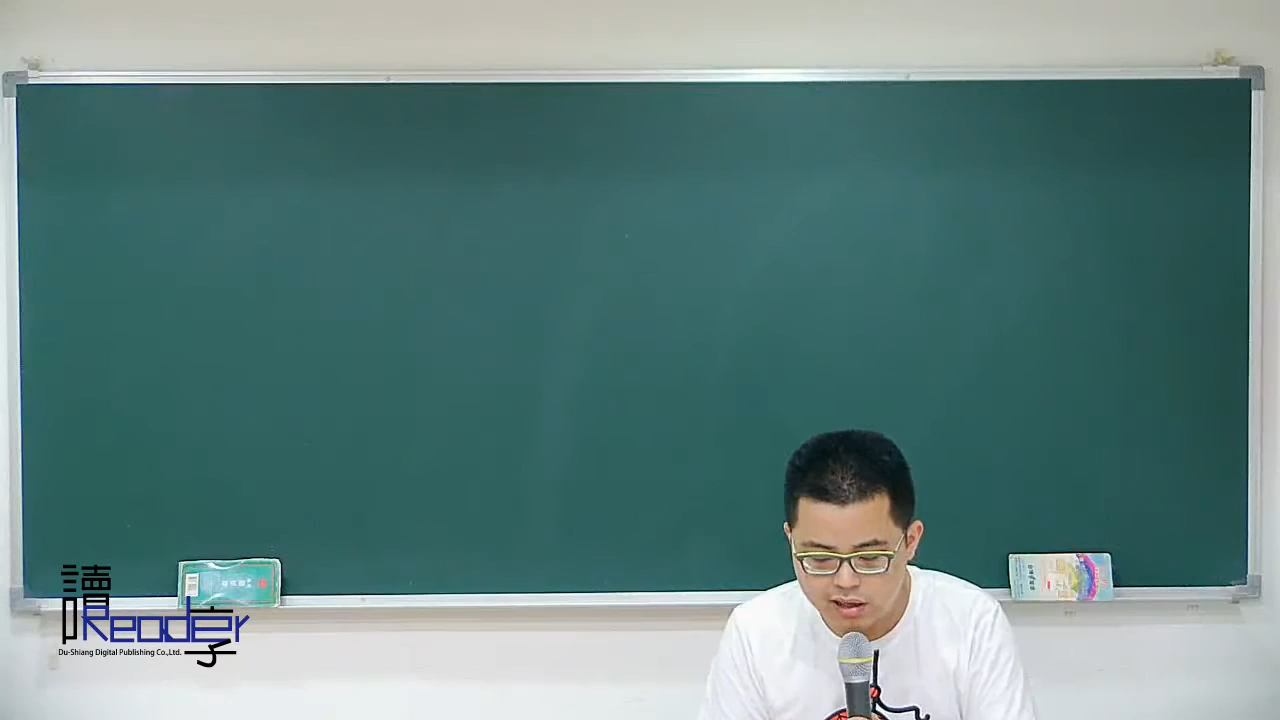 讀
Reader
享
Du-Shiang Digital Publishing Co.,Ltd.